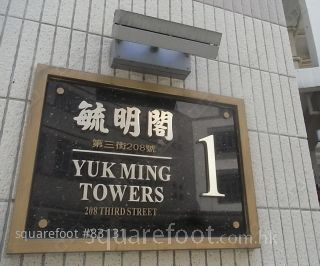 毓明閣
第三街208號
YUK MING
TOWERS
208 THIRD STREET
1
squarefoot #83131
squarefoot.com.hk